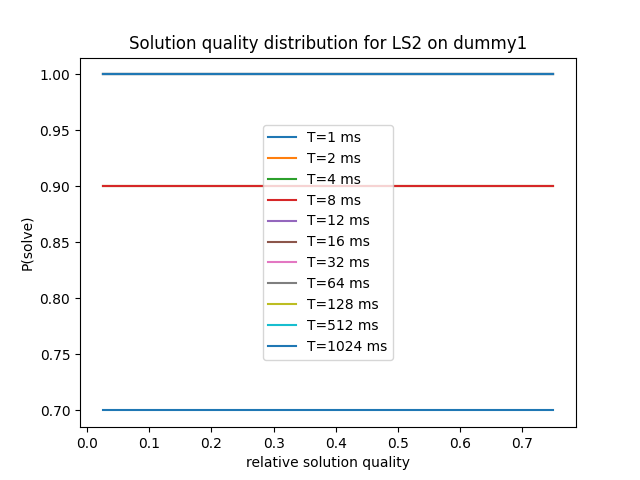 Solution quality distribution for LS2 on dummy1
1.00
0.95
0.90
0.85
0.80
0.75
0.70
P(solve)
T=1 ms
T=2 ms
T=4 ms
T=8 ms
T=12 ms
T=16 ms
T=32 ms
T=64 ms
T=128 ms
T=512 ms
T=1024 ms
0.0 0.1 0.2 0.3 0.4 0.5 0.6 0.7
relative solution quality